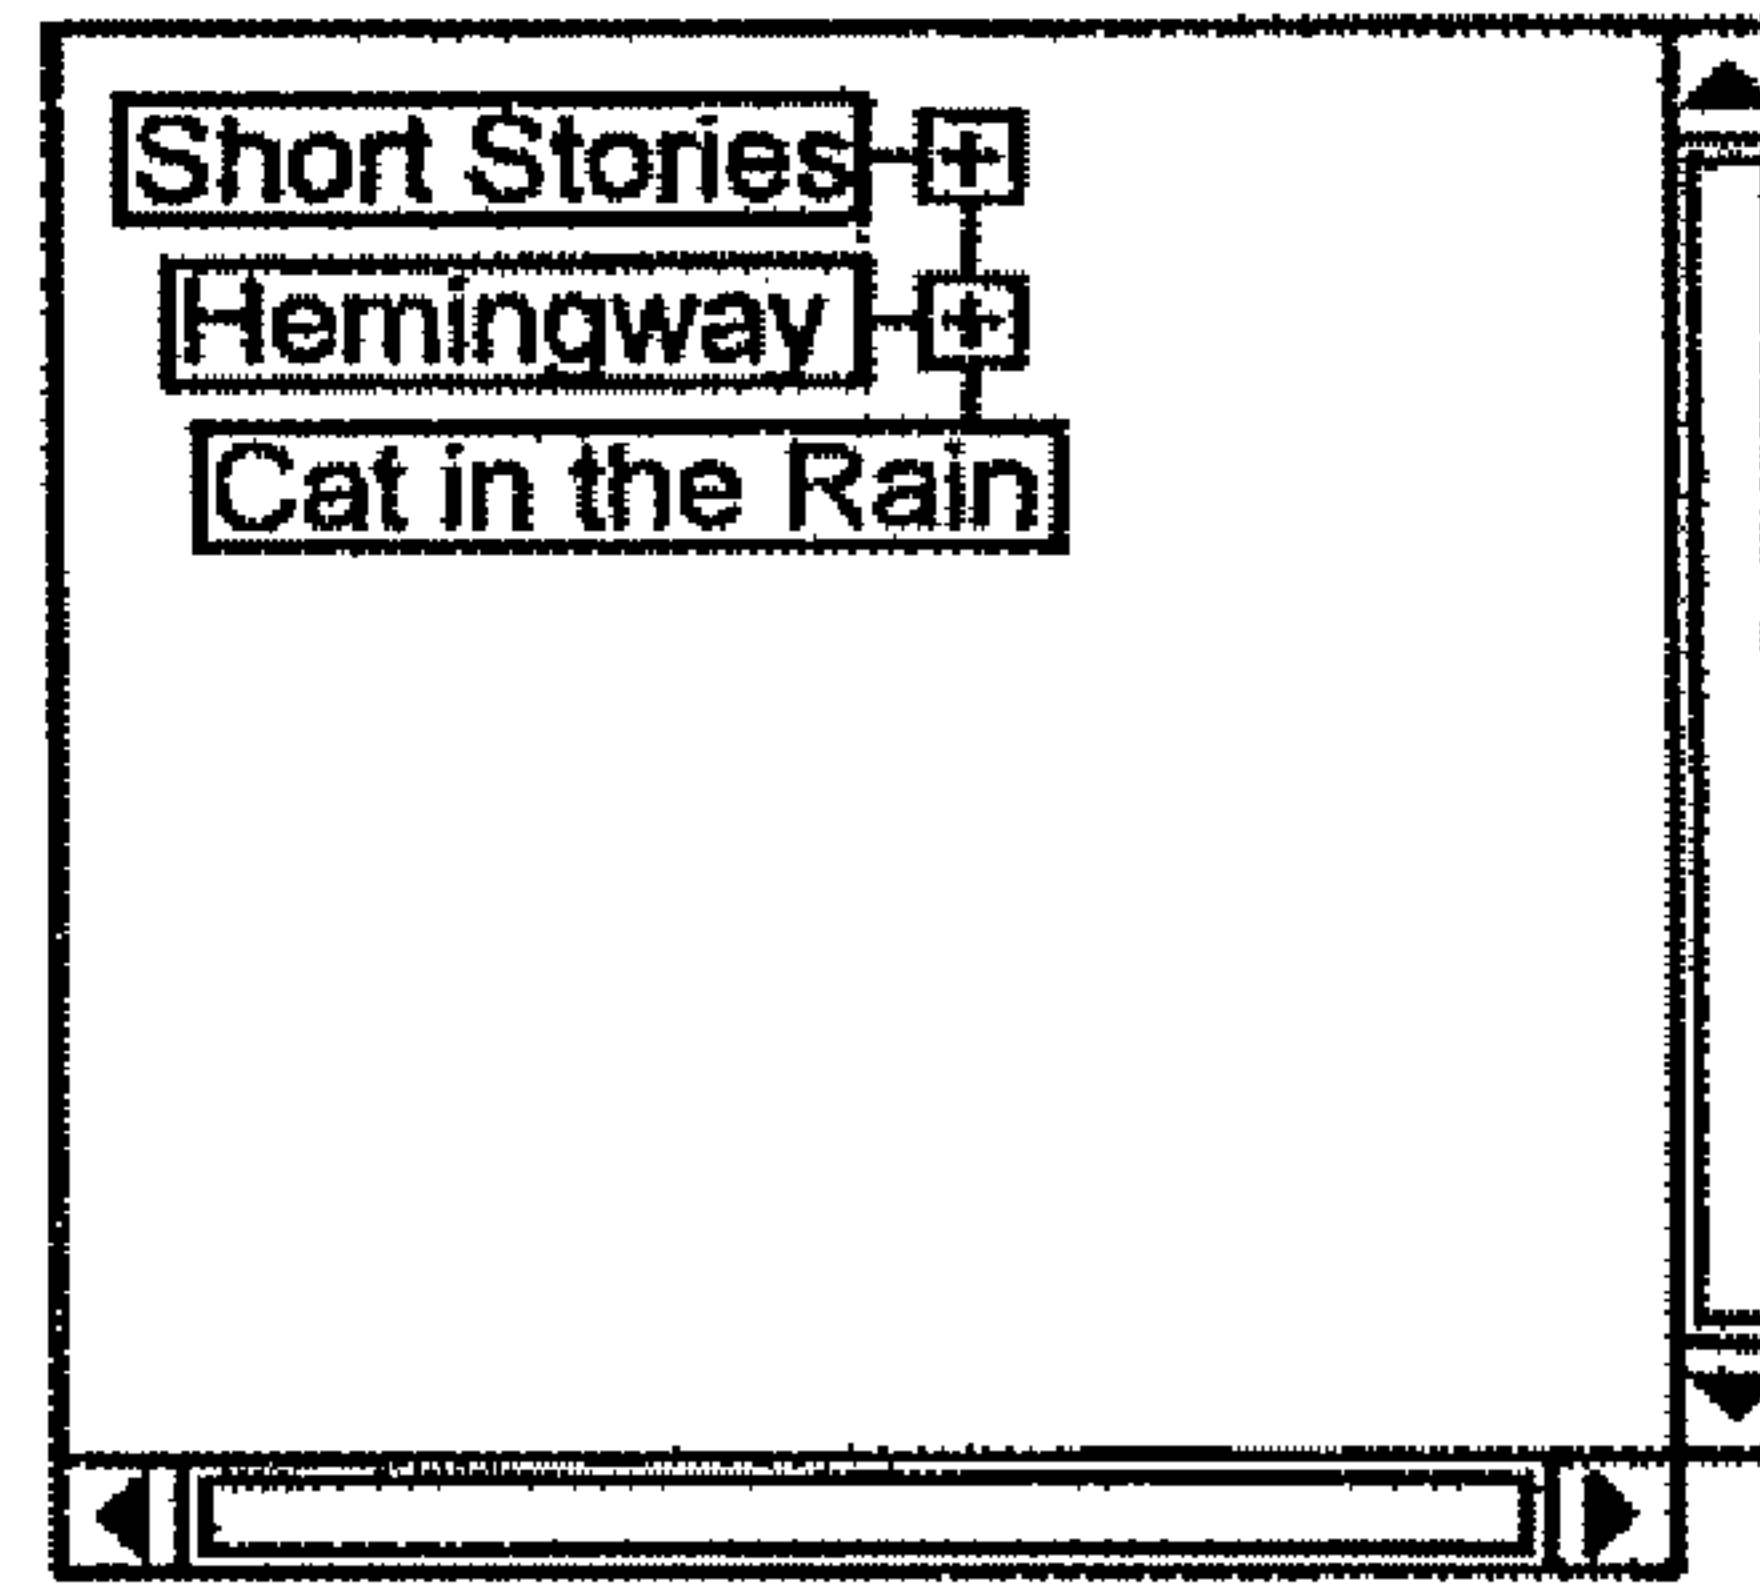 Short Stories +
Hemingway +
Cat in the Rain